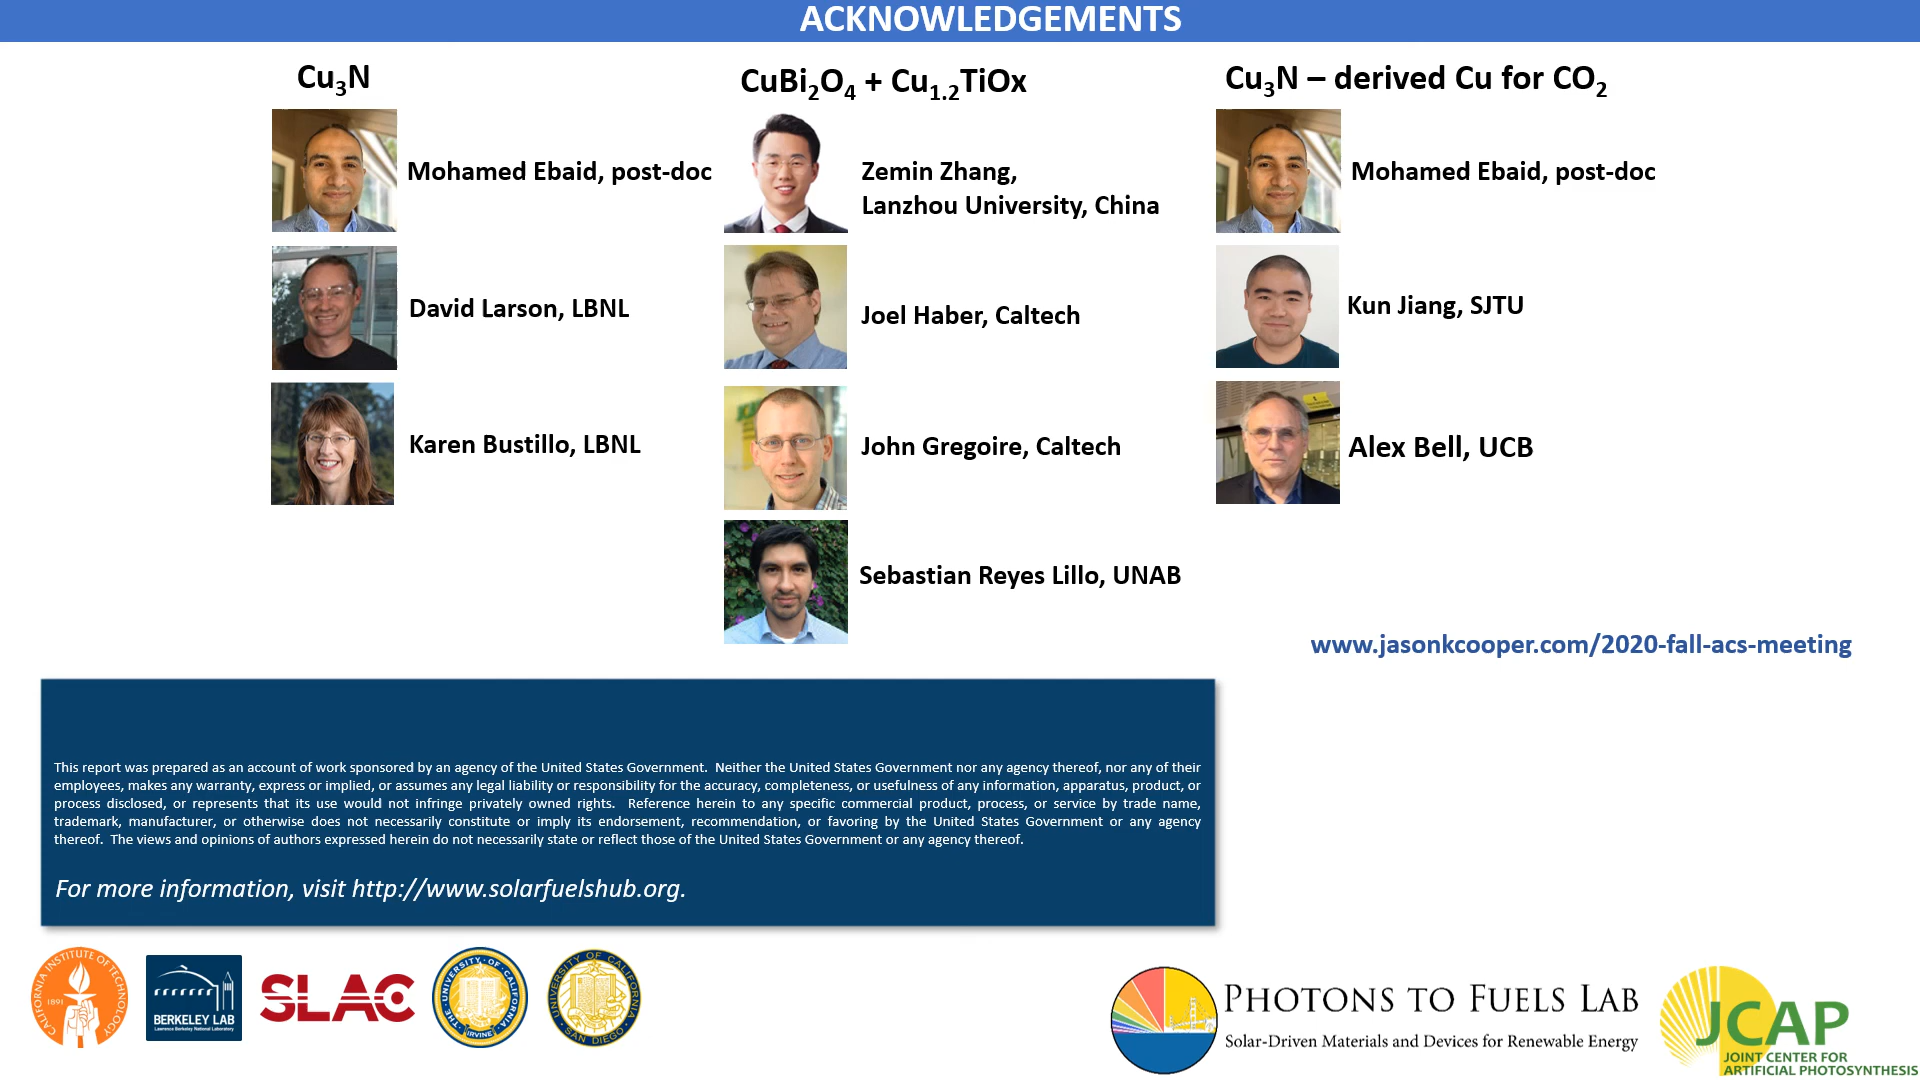 ACKNOWLEDGEMENTS
Cu₃N
Mohamed Ebaid, post-doc
David Larson, LBNL
Karen Bustillo, LBNL
CuBi₂O₄ + Cu₁.₂TiOx
Zemin Zhang,
Lanzhou University, China
Joel Haber, Caltech
John Gregoire, Caltech
Sebastian Reyes Lillo, UNAB
Cu₃N – derived Cu for CO₂
Mohamed Ebaid, post-doc
Kun Jiang, SJTU
Alex Bell, UCB
www.jasonkcooper.com/2020-fall-acs-meeting
This report was prepared as an account of work sponsored by an agency of the United States Government. Neither the United States Government nor any agency thereof, nor any of their
employees, makes any warranty, express or implied, or assumes any legal liability or responsibility for the accuracy, completeness, or usefulness of any information, apparatus, product, or
process disclosed, or represents that its use would not infringe privately owned rights. Reference herein to any specific commercial product, process, or service by trade name,
trademark, manufacturer, or otherwise does not necessarily constitute or imply its endorsement, recommendation, or favoring by the United States Government or any agency
thereof. The views and opinions of authors expressed herein do not necessarily state or reflect those of the United States Government or any agency thereof.
For more information, visit http://www.solarfuelshub.org.
CALIFORNIA INSTITUTE OF TECHNOLOGY
1891
BERKELEY LAB
Lawrence Berkeley National Laboratory
SLAC
THE UNIVERSITY OF CALIFORNIA
IRVINE
UNIVERSITY OF CALIFORNIA
SAN DIEGO
PHOTONS TO FUELS LAB
Solar-Driven Materials and Devices for Renewable Energy
JCAP
JOINT CENTER FOR
ARTIFICIAL PHOTOSYNTHESIS